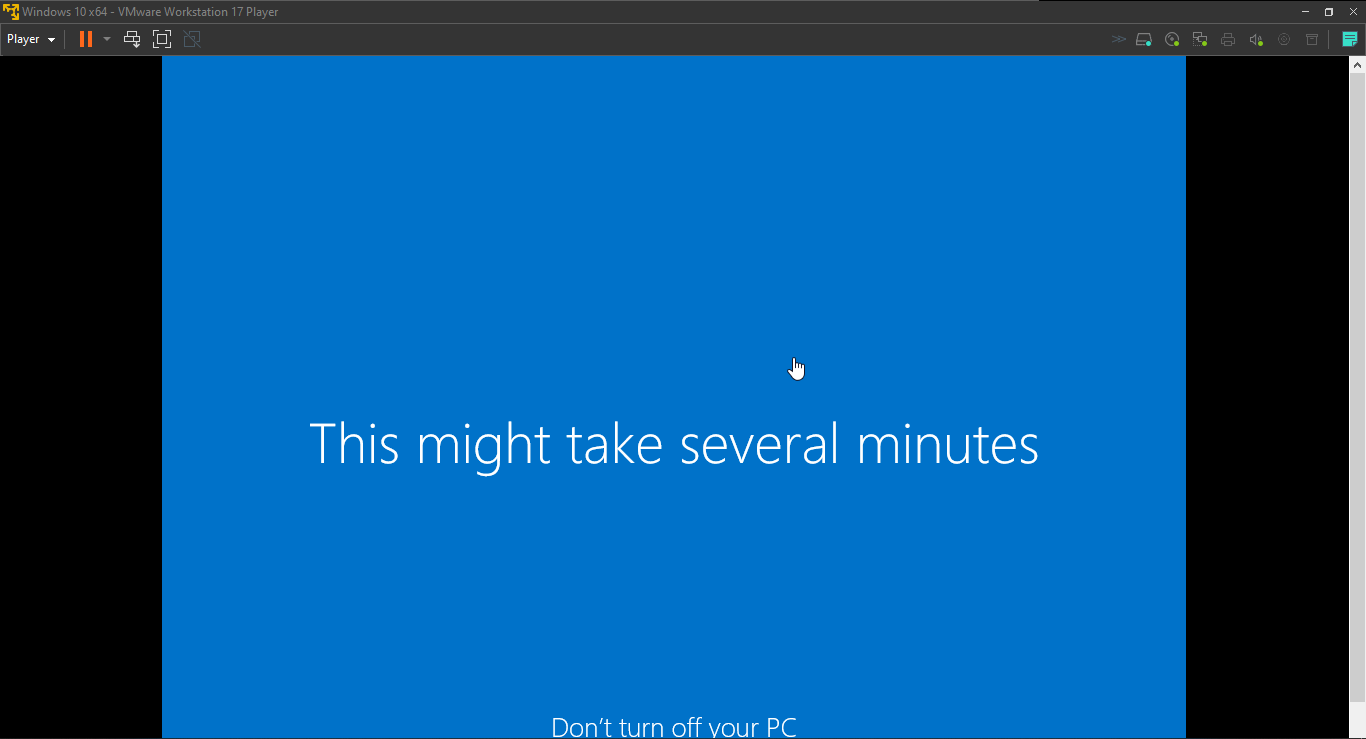 Windows 10 x64 - VMware Workstation 17 Player
Player
This might take several minutes
Don't turn off your PC